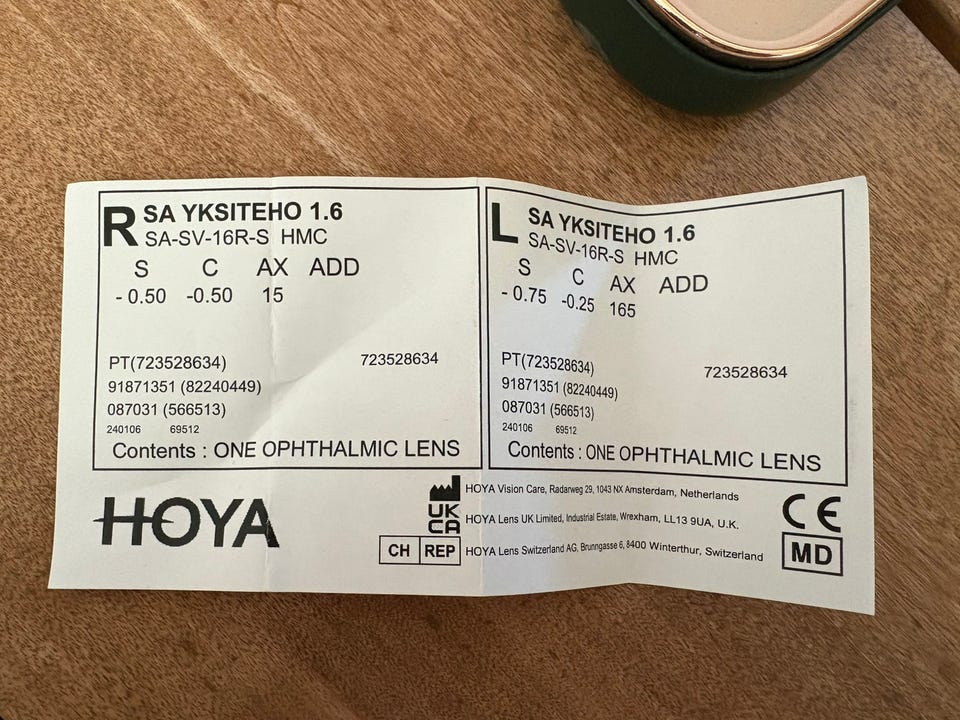 R SA YKSITEHO 1.6
SA-SV-16R-S HMC
S C AX ADD
- 0.50 -0.50 15
PT(723528634) 723528634
91871351 (82240449)
087031 (566513)
240106 69512
Contents : ONE OPHTHALMIC LENS
L SA YKSITEHO 1.6
SA-SV-16R-S HMC
S C AX ADD
- 0.75 -0.25 165
PT(723528634) 723528634
91871351 (82240449)
087031 (566513)
240106 69512
Contents : ONE OPHTHALMIC LENS
HOYA
HOYA Vision Care, Radarweg 29, 1043 NX Amsterdam, Netherlands
UK
CA HOYA Lens UK Limited, Industrial Estate, Wrexham, LL13 9UA, U.K.
CH REP HOYA Lens Switzerland AG, Brunngasse 6, 8400 Winterthur, Switzerland
CE
MD